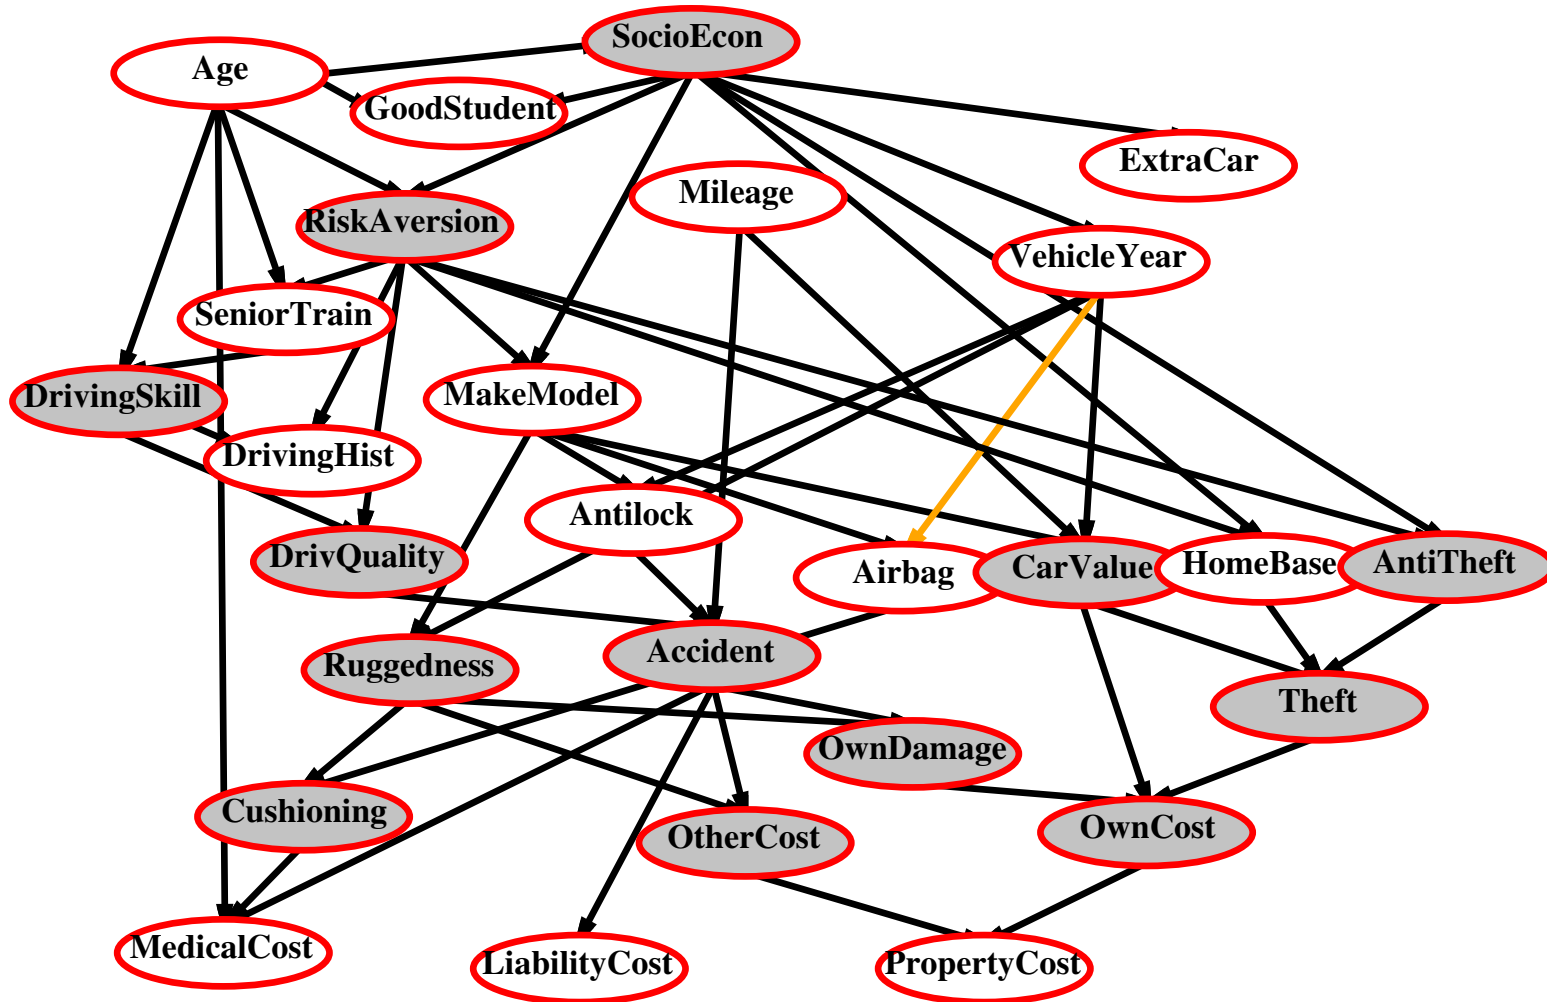 SocioEcon
Age
GoodStudent
ExtraCar
Mileage
RiskAversion
VehicleYear
SeniorTrain
MakeModel
DrivingSkill
DrivingHist
Antilock
DrivQuality
Airbag
CarValue
HomeBase
AntiTheft
Ruggedness
Accident
Theft
OwnDamage
Cushioning
OtherCost
OwnCost
MedicalCost
LiabilityCost
PropertyCost